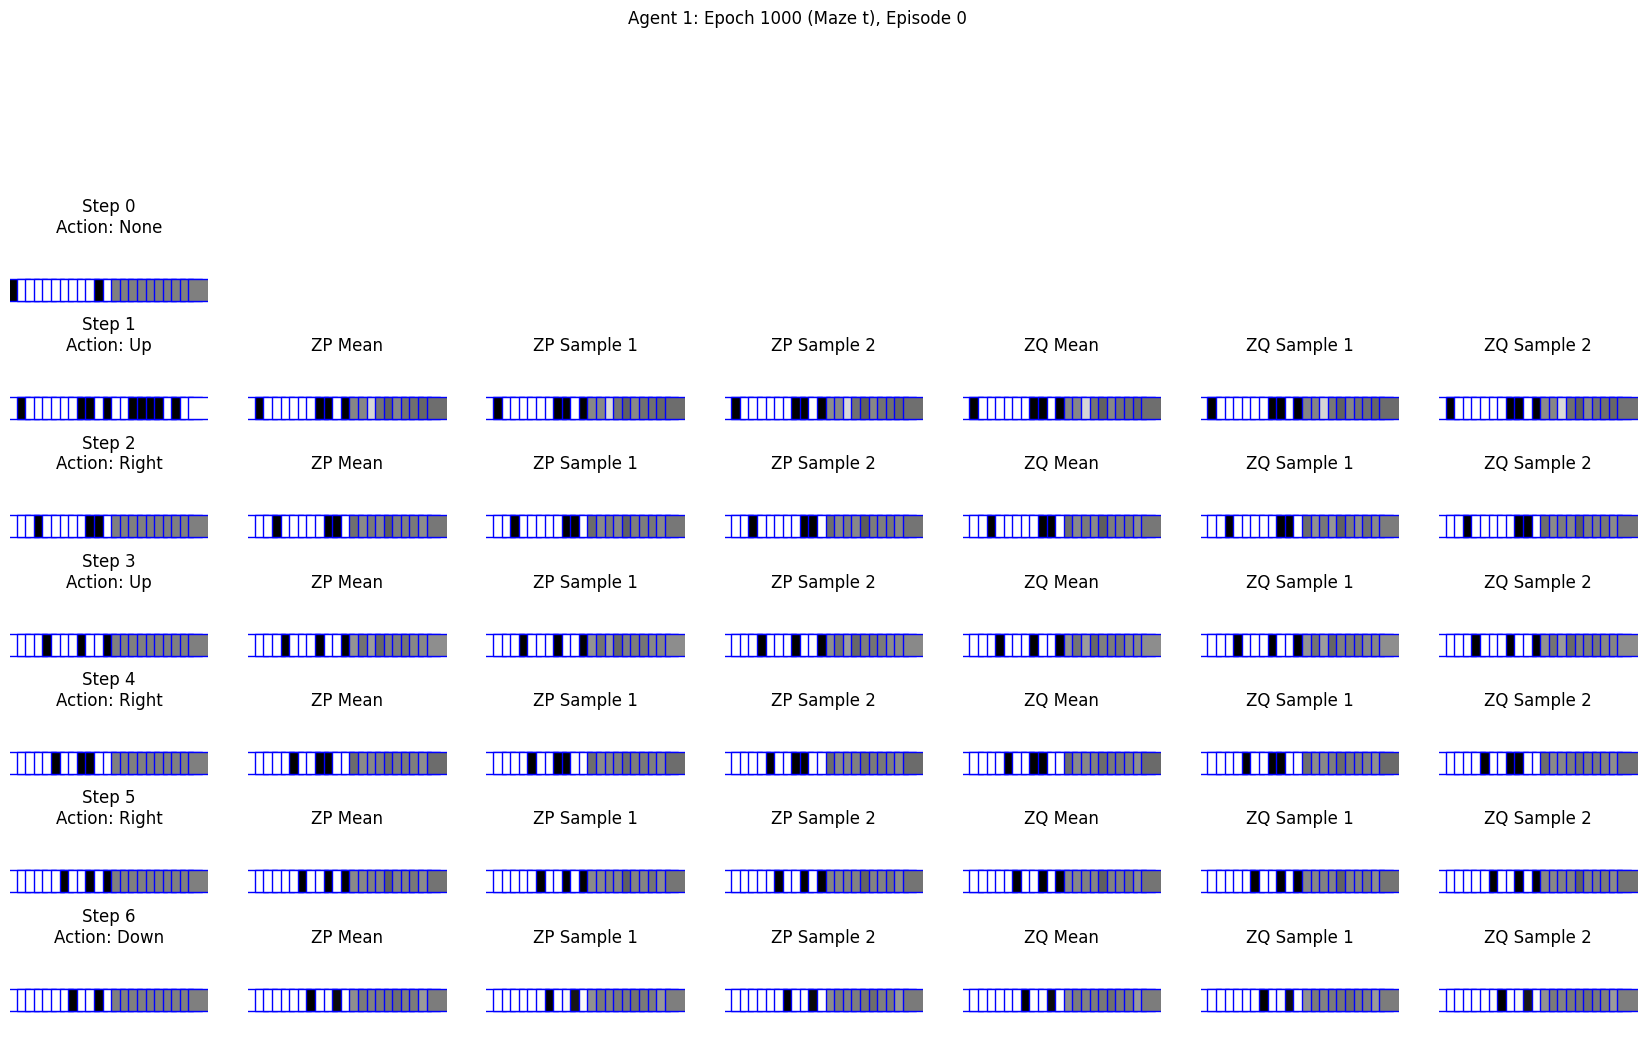 Agent 1: Epoch 1000 (Maze t), Episode 0
Step 0
Action: None
Step 1
Action: Up
ZP Mean
ZP Sample 1
ZP Sample 2
ZQ Mean
ZQ Sample 1
ZQ Sample 2
Step 2
Action: Right
ZP Mean
ZP Sample 1
ZP Sample 2
ZQ Mean
ZQ Sample 1
ZQ Sample 2
Step 3
Action: Up
ZP Mean
ZP Sample 1
ZP Sample 2
ZQ Mean
ZQ Sample 1
ZQ Sample 2
Step 4
Action: Right
ZP Mean
ZP Sample 1
ZP Sample 2
ZQ Mean
ZQ Sample 1
ZQ Sample 2
Step 5
Action: Right
ZP Mean
ZP Sample 1
ZP Sample 2
ZQ Mean
ZQ Sample 1
ZQ Sample 2
Step 6
Action: Down
ZP Mean
ZP Sample 1
ZP Sample 2
ZQ Mean
ZQ Sample 1
ZQ Sample 2